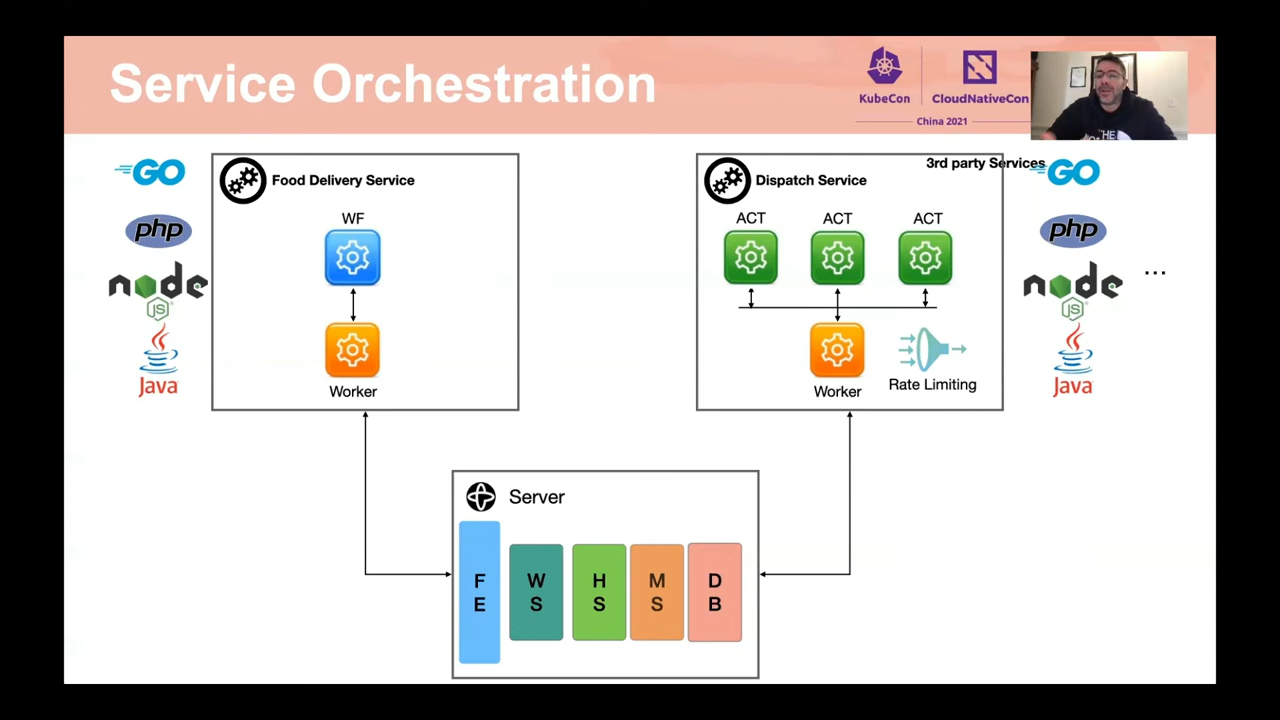 Service Orchestration
KubeCon
CloudNativeCon
China 2021
THE
3rd party Services
GO
php
node
JS
Java
Food Delivery Service
WF
Worker
Dispatch Service
ACT ACT ACT
Worker
Rate Limiting
GO
php
node
JS
Java
...
Server
FE
WS
HS
MS
DB